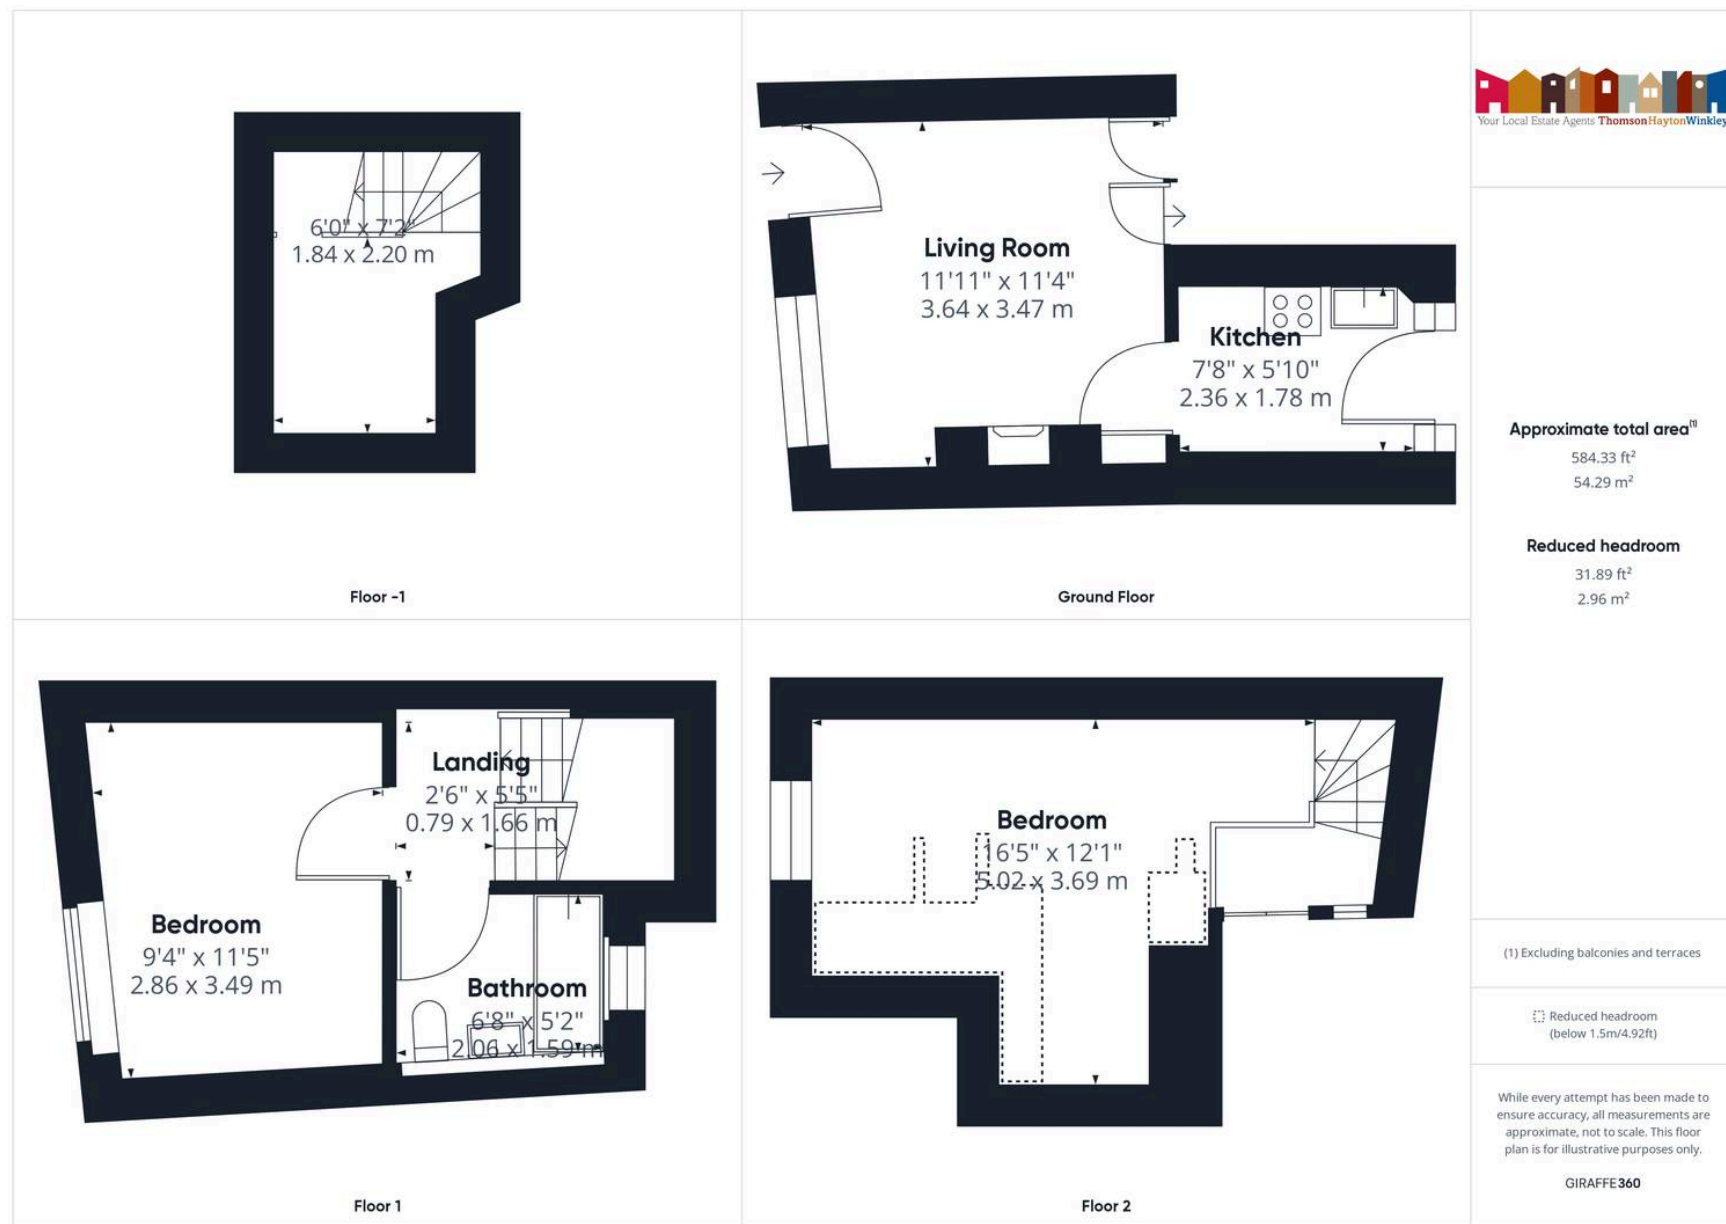 6'0" x 7'2"
1.84 x 2.20 m
Floor -1
Living Room
11'11" x 11'4"
3.64 x 3.47 m
Kitchen
7'8" x 5'10"
2.36 x 1.78 m
Ground Floor
Landing
2'6" x 5'5"
0.79 x 1.66 m
Bedroom
9'4" x 11'5"
2.86 x 3.49 m
Bathroom
6'8" x 5'2"
2.06 x 1.59 m
Floor 1
Bedroom
16'5" x 12'1"
5.02 x 3.69 m
Floor 2
Your Local Estate Agents ThomsonHaytonWinkley
Approximate total area(1)
584.33 ft²
54.29 m²
Reduced headroom
31.89 ft²
2.96 m²
(1) Excluding balconies and terraces
Reduced headroom
(below 1.5m/4.92ft)
While every attempt has been made to
ensure accuracy, all measurements are
approximate, not to scale. This floor
plan is for illustrative purposes only.
GIRAFFE360